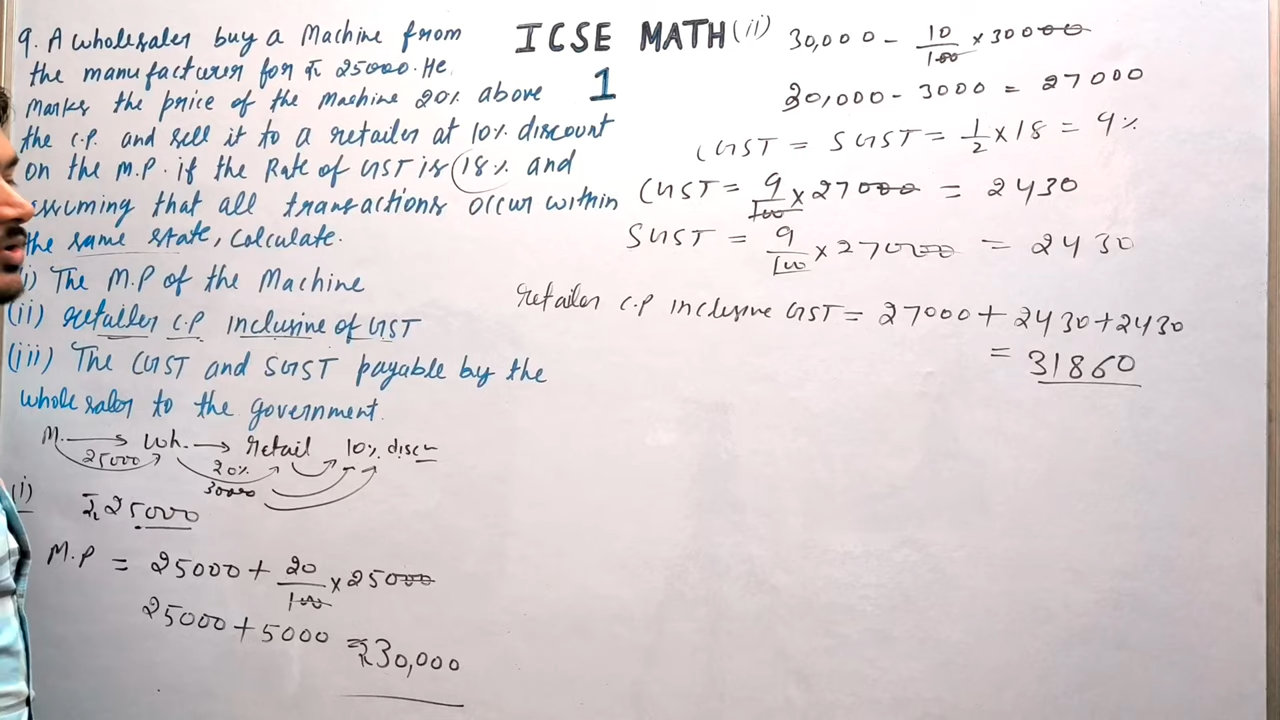 9. A wholesaler buy a Machine from
the manufacturer for ₹ 25000. He
Marks the price of the Machine 20% above
the C.P. and sell it to a retailer at 10% discount
on the M.P. if the Rate of GST is 18% and
assuming that all transactions occur within
the same state, calculate.
(i) The M.P of the Machine
(ii) retailer C.P inclusive of GST
(iii) The CGST and SGST payable by the
wholesaler to the government.
M. → Wh. → retail 10% disc
25000 20%
30000
(i) ₹ 25000
M.P = 25000 + 20/100 × 25000
25000 + 5000 = ₹30,000
ICSE MATH
1
(ii) 30,000 - 10/100 × 30000
30,000 - 3000 = 27000
CGST = SGST = 1/2 × 18 = 9%
CGST = 9/100 × 27000 = 2430
SGST = 9/100 × 27000 = 2430
retailer C.P inclusive GST = 27000 + 2430 + 2430
= 31860